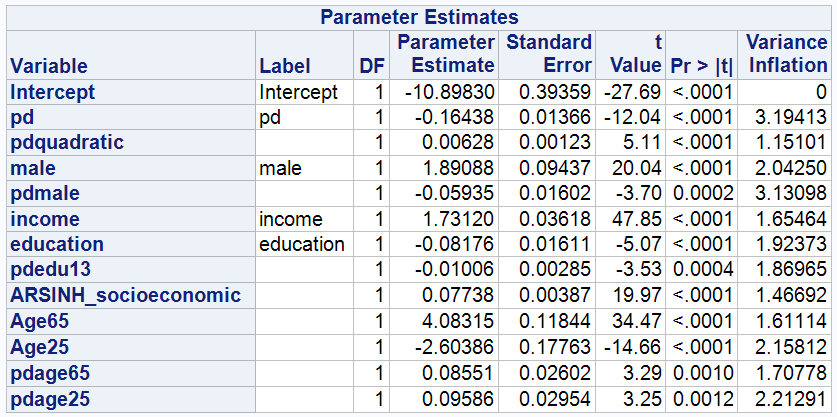 Parameter Estimates
Variable Label DF Parameter Estimate Standard Error t Value Pr > |t| Variance Inflation
Intercept Intercept 1 -10.89830 0.39359 -27.69 <.0001 0
pd pd 1 -0.16438 0.01366 -12.04 <.0001 3.19413
pdquadratic 1 0.00628 0.00123 5.11 <.0001 1.15101
male male 1 1.89088 0.09437 20.04 <.0001 2.04250
pdmale 1 -0.05935 0.01602 -3.70 0.0002 3.13098
income income 1 1.73120 0.03618 47.85 <.0001 1.65464
education education 1 -0.08176 0.01611 -5.07 <.0001 1.92373
pdedu13 1 -0.01006 0.00285 -3.53 0.0004 1.86965
ARSINH_socioeconomic 1 0.07738 0.00387 19.97 <.0001 1.46692
Age65 1 4.08315 0.11844 34.47 <.0001 1.61114
Age25 1 -2.60386 0.17763 -14.66 <.0001 2.15812
pdage65 1 0.08551 0.02602 3.29 0.0010 1.70778
pdage25 1 0.09586 0.02954 3.25 0.0012 2.21291